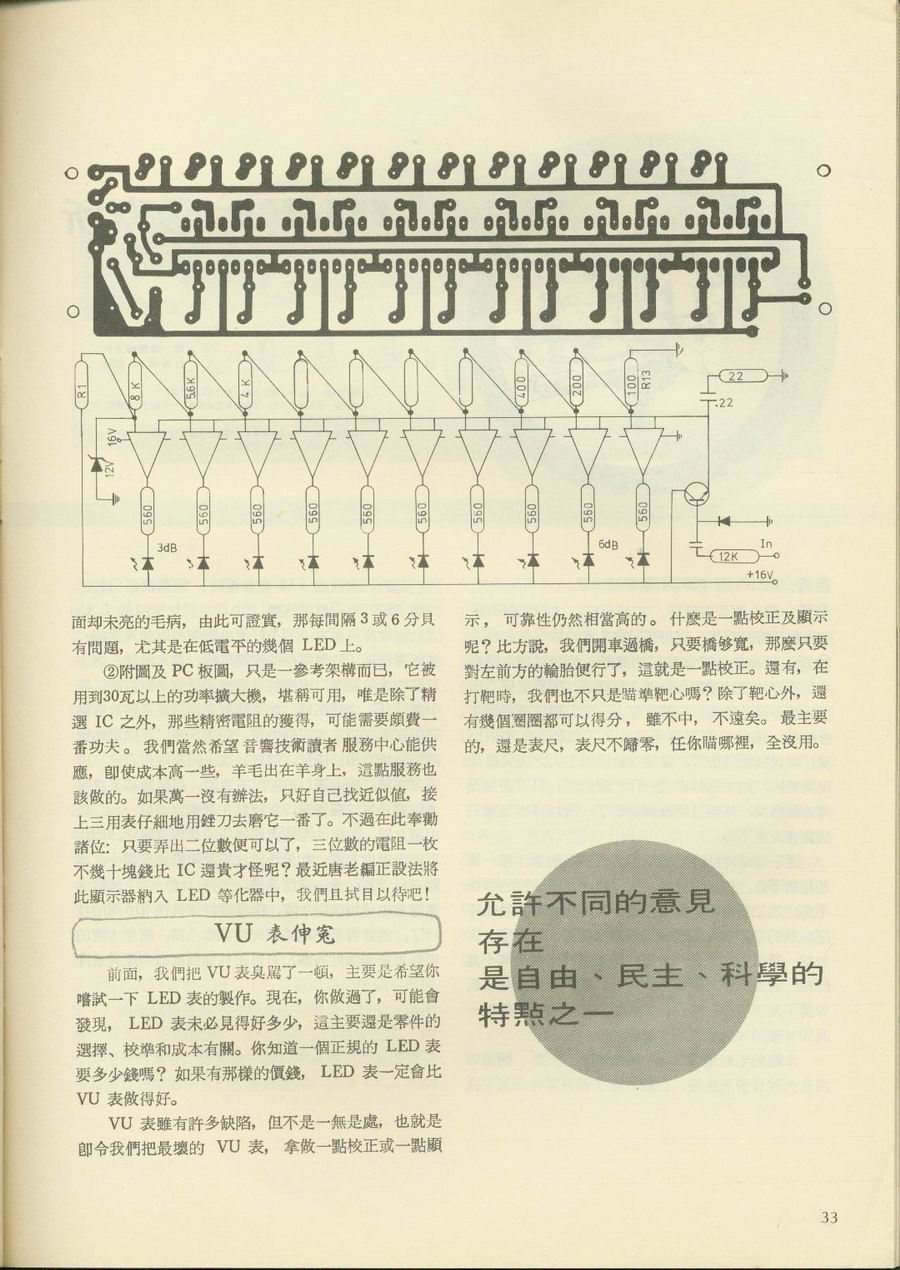 R1
8K
5.6K
4K
400
200
100
R13
22
.22
16V
12V
560
560
560
560
560
560
560
560
560
560
3dB
6dB
In
12K
+16V
面却未亮的毛病，由此可證實，那每間隔3或6分貝
有問題，尤其是在低電平的幾個 LED上。
②附圖及PC板圖，只是一參考架構而已，它被
用到30瓦以上的功率擴大機，堪稱可用，唯是除了精
選 IC 之外，那些精密電阻的獲得，可能需要頗費一
番功夫。我們當然希望音響技術讀者服務中心能供
應，卽使成本高一些，羊毛出在羊身上，這點服務也
該做的。如果萬一沒有辦法，只好自己找近似值，接
上三用表仔細地用銼刀去磨它一番了。不過在此奉勸
諸位：只要弄出二位數便可以了，三位數的電阻一枚
不幾十塊錢比 IC 還貴才怪呢？最近唐老編正設法將
此顯示器納入 LED 等化器中，我們且拭目以待吧！
VU 表伸冤
前面，我們把VU表臭駡了一頓，主要是希望你
嚐試一下 LED 表的製作。現在，你做過了，可能會
發現， LED 表未必見得好多少，這主要還是零件的
選擇、校準和成本有關。你知道一個正規的 LED 表
要多少錢嗎？如果有那樣的價錢， LED 表一定會比
VU 表做得好。
VU 表雖有許多缺陷，但不是一無是處，也就是
卽令我們把最壞的 VU 表，拿做一點校正或一點顯
示，可靠性仍然相當高的。什麼是一點校正及顯示
呢？比方說，我們開車過橋，只要橋够寬，那麼只要
對左前方的輪胎便行了，這就是一點校正。還有，在
打靶時，我們也不只是瞄準靶心嗎？除了靶心外，還
有幾個圈圈都可以得分，雖不中，不遠矣。最主要
的，還是表尺，表尺不歸零，任你瞄哪裡，全沒用。
允許不同的意見
存在
是自由、民主、科學的
特點之一
33